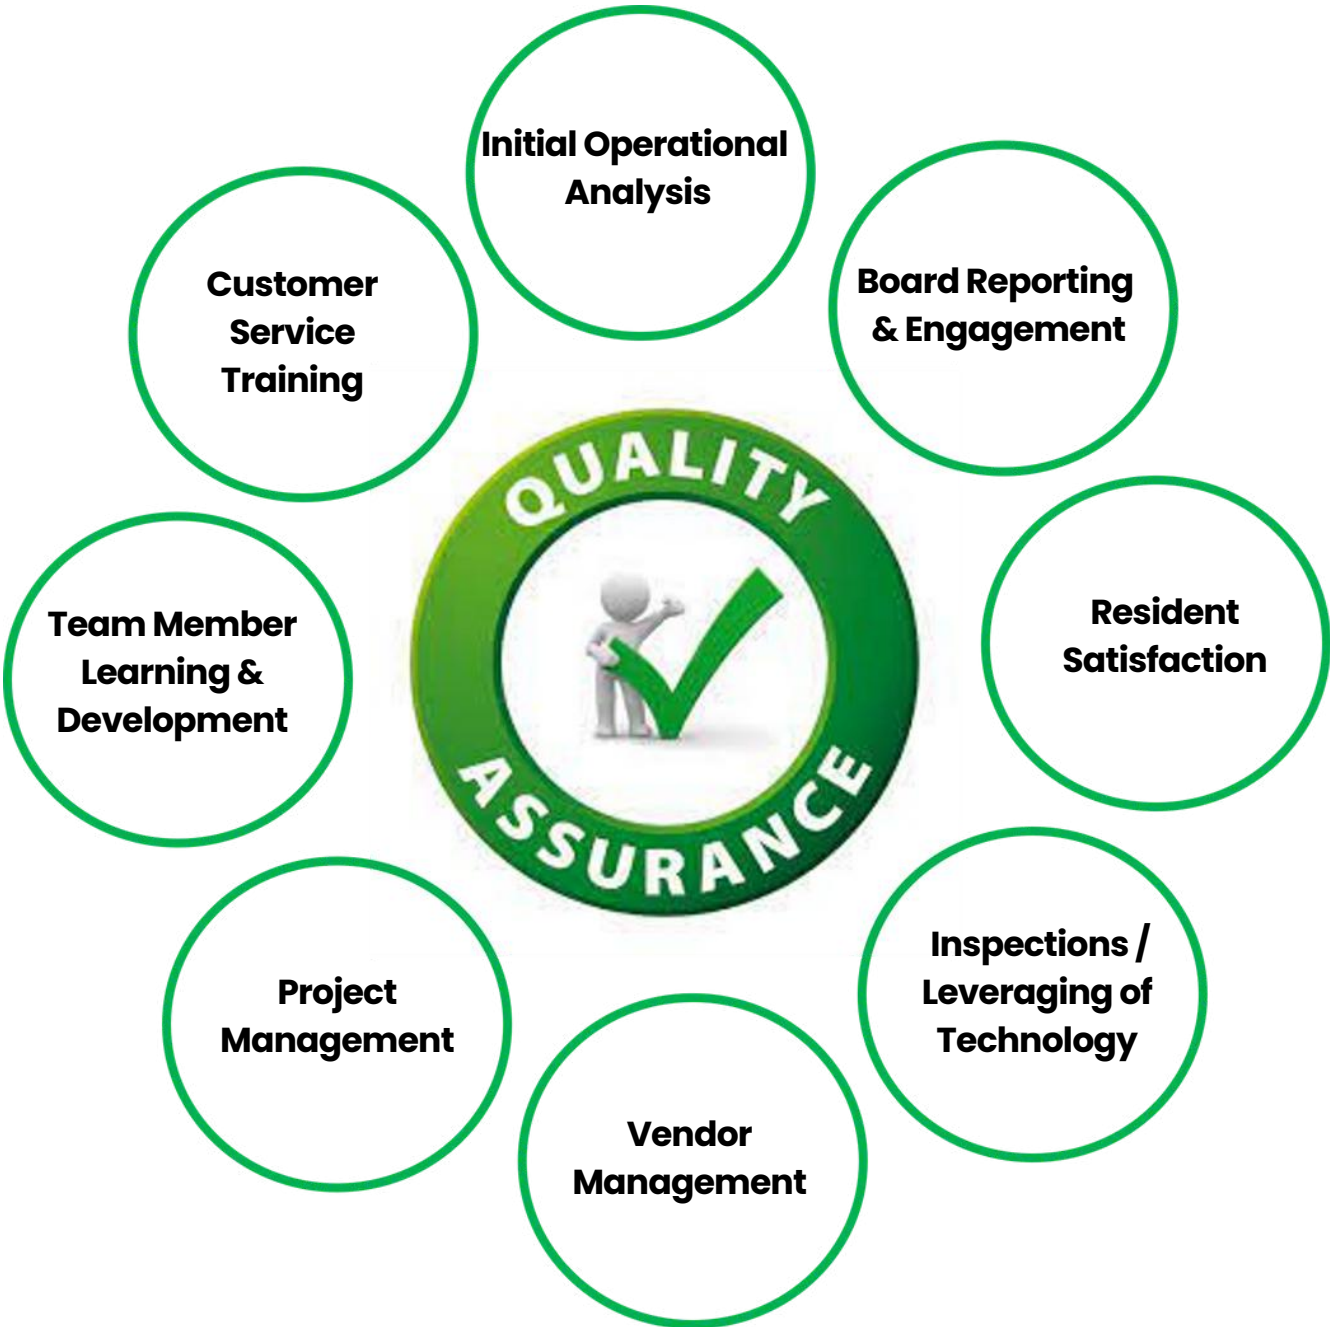 Initial Operational
Analysis
Board Reporting
& Engagement
Customer
Service
Training
QUALITY
ASSURANCE
Resident
Satisfaction
Team Member
Learning &
Development
Inspections /
Leveraging of
Technology
Project
Management
Vendor
Management